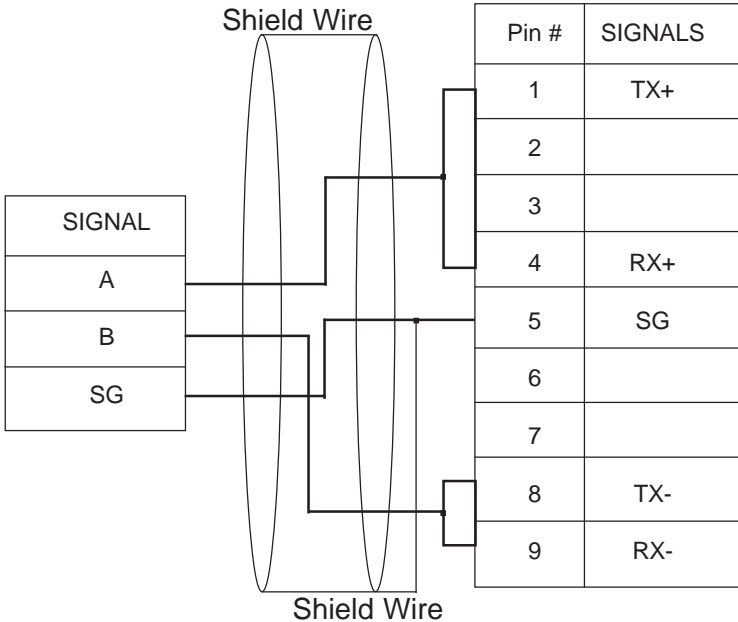 Shield Wire
SIGNAL
A
B
SG
Pin # SIGNALS
1 TX+
2
3
4 RX+
5 SG
6
7
8 TX-
9 RX-
Shield Wire